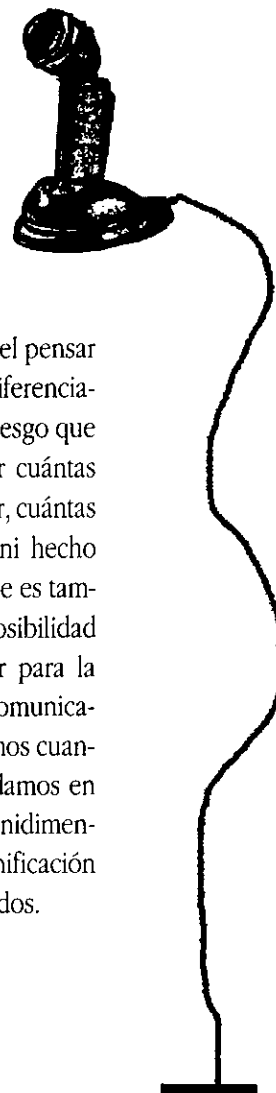 el pensar
iferencia-
esgo que
r cuántas
r, cuántas
ni hecho
e es tam-
osibilidad
r para la
omunica-
nos cuan-
lamos en
nidimen-
nificación
dos.